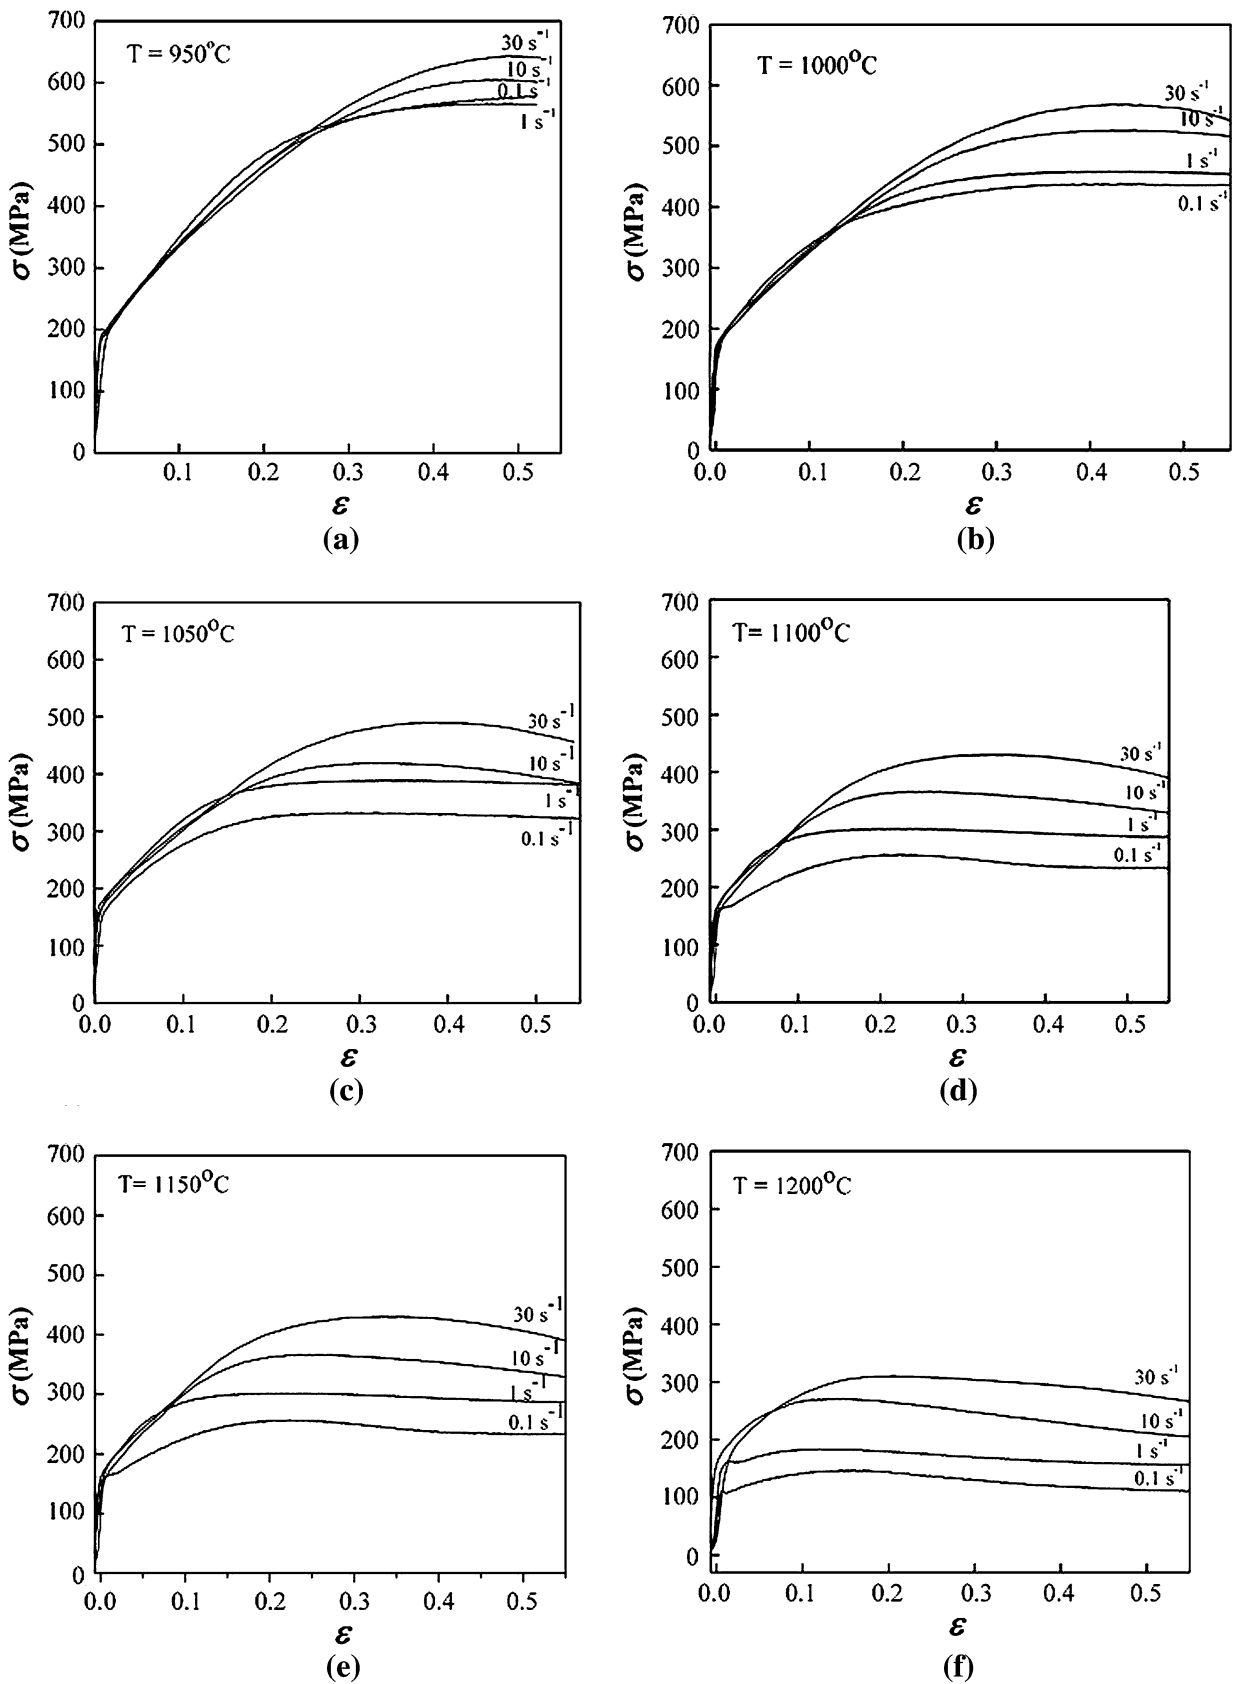 700
600
500
400
300
200
100
0
σ (MPa)
T = 950°C
30 s⁻¹
10 s⁻¹
0.1 s⁻¹
1 s⁻¹
0.1 0.2 0.3 0.4 0.5
ε
(a)
700
600
500
400
300
200
100
0
σ (MPa)
T = 1000°C
30 s⁻¹
10 s⁻¹
1 s⁻¹
0.1 s⁻¹
0.0 0.1 0.2 0.3 0.4 0.5
ε
(b)
700
600
500
400
300
200
100
0
σ (MPa)
T = 1050°C
30 s⁻¹
10 s⁻¹
1 s⁻¹
0.1 s⁻¹
0.0 0.1 0.2 0.3 0.4 0.5
ε
(c)
700
600
500
400
300
200
100
0
σ (MPa)
T= 1100°C
30 s⁻¹
10 s⁻¹
1 s⁻¹
0.1 s⁻¹
0.0 0.1 0.2 0.3 0.4 0.5
ε
(d)
700
600
500
400
300
200
100
0
σ (MPa)
T= 1150°C
30 s⁻¹
10 s⁻¹
1 s⁻¹
0.1 s⁻¹
0.0 0.1 0.2 0.3 0.4 0.5
ε
(e)
700
600
500
400
300
200
100
0
σ (MPa)
T = 1200°C
30 s⁻¹
10 s⁻¹
1 s⁻¹
0.1 s⁻¹
0.0 0.1 0.2 0.3 0.4 0.5
ε
(f)